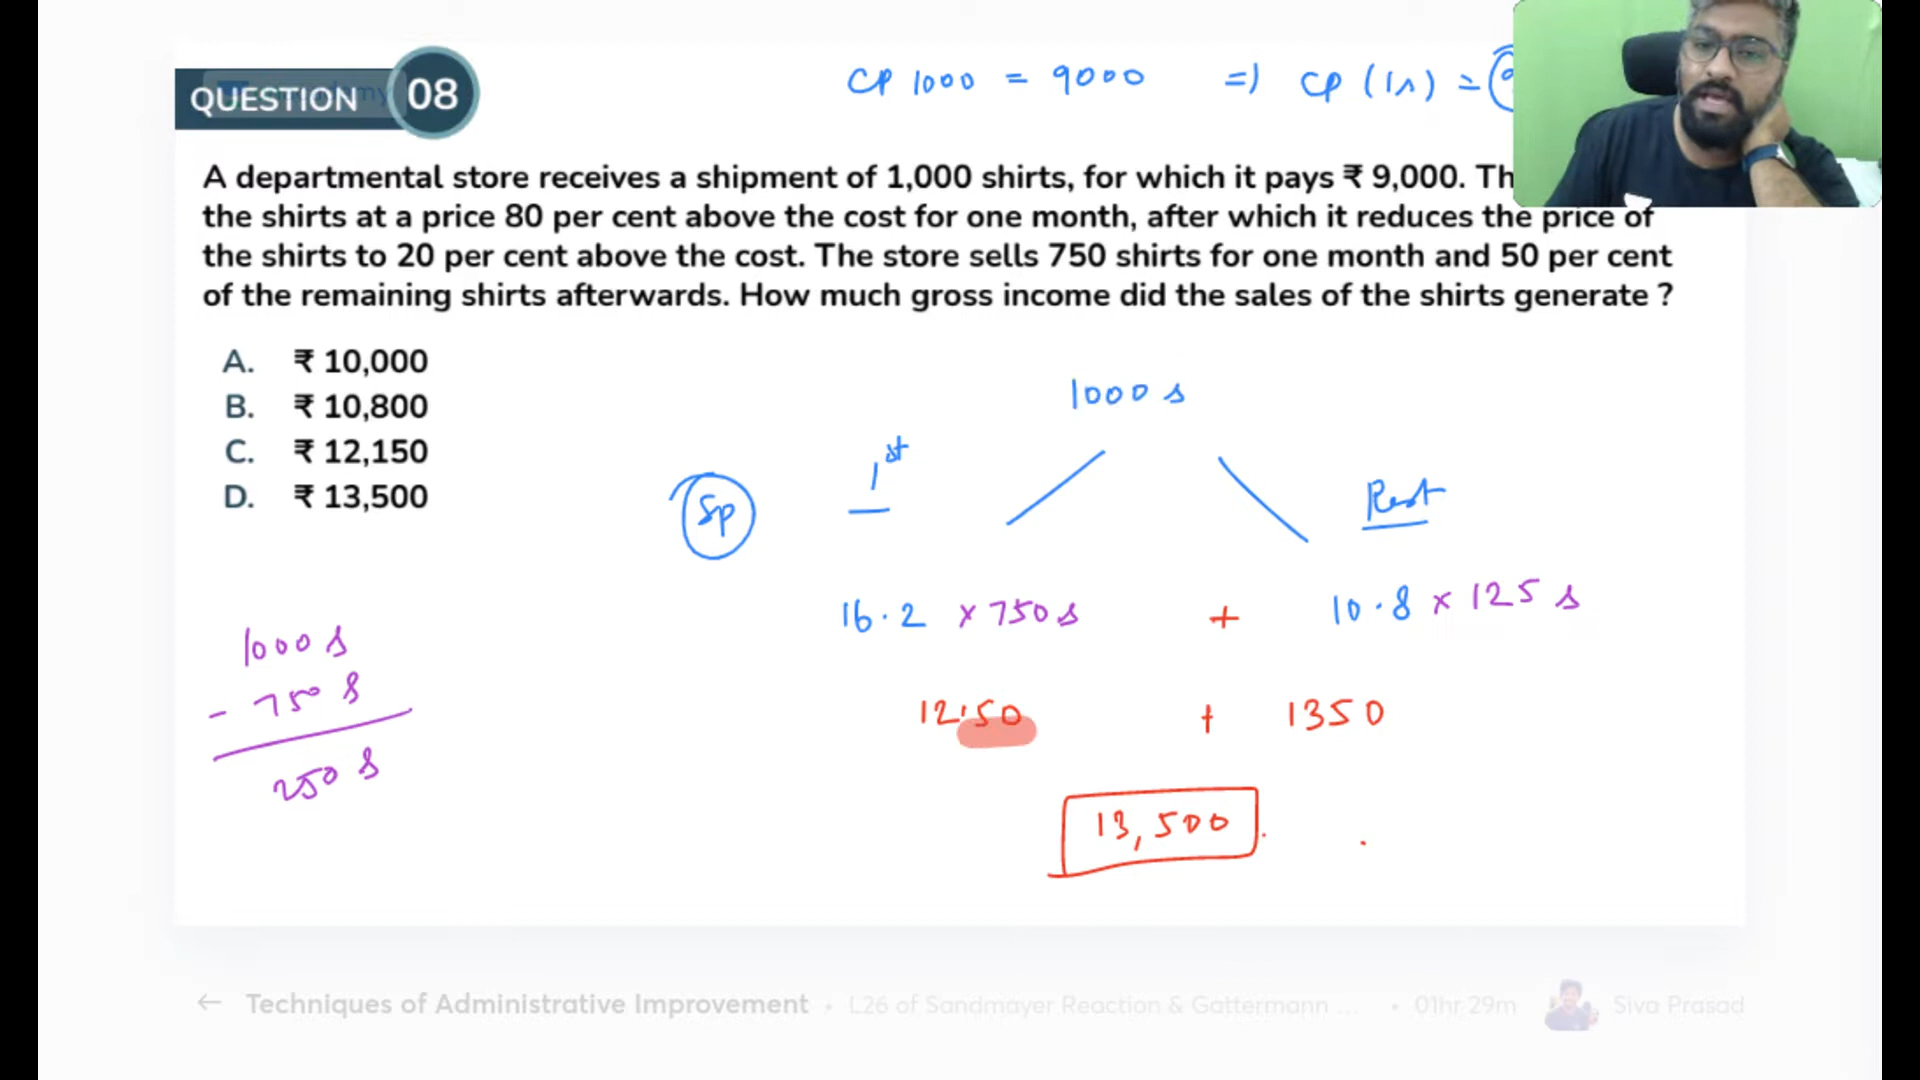 CP 1000 = 9000 => CP (1s) =
QUESTION 08
A departmental store receives a shipment of 1,000 shirts, for which it pays ₹ 9,000. Th
the shirts at a price 80 per cent above the cost for one month, after which it reduces the price of
the shirts to 20 per cent above the cost. The store sells 750 shirts for one month and 50 per cent
of the remaining shirts afterwards. How much gross income did the sales of the shirts generate ?
A. ₹ 10,000
B. ₹ 10,800
C. ₹ 12,150
D. ₹ 13,500
1000 s
SP 1st Rest
16.2 × 750 s + 10.8 × 125 s
1000 s
- 750 s
250 s
12150 + 1350
13,500
← Techniques of Administrative Improvement • L26 of Sandmayer Reaction & Gattermann ... • 01hr 29m Siva Prasad